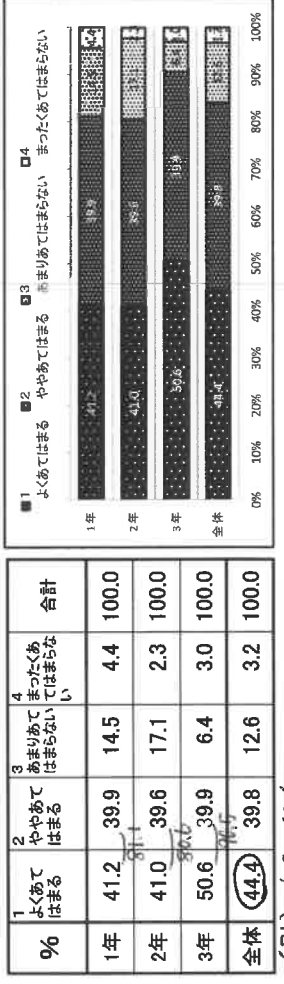 % 1 よくあてはまる 2 ややあてはまる 3 あまりあてはまらない 4 まったくあてはまらない 合計
1年 41.2 39.9 14.5 4.4 100.0
81.1
2年 41.0 39.6 17.1 2.3 100.0
80.6
3年 50.6 39.9 6.4 3.0 100.0
90.5
全体 44.4 39.8 12.6 3.2 100.0
1 2 3 4
よくあてはまる ややあてはまる あまりあてはまらない まったくあてはまらない
1年 41.2 39.9 4.4
2年 41.0 39.6
3年 50.6
全体 44.4 39.8
0% 10% 20% 30% 40% 50% 60% 70% 80% 90% 100%